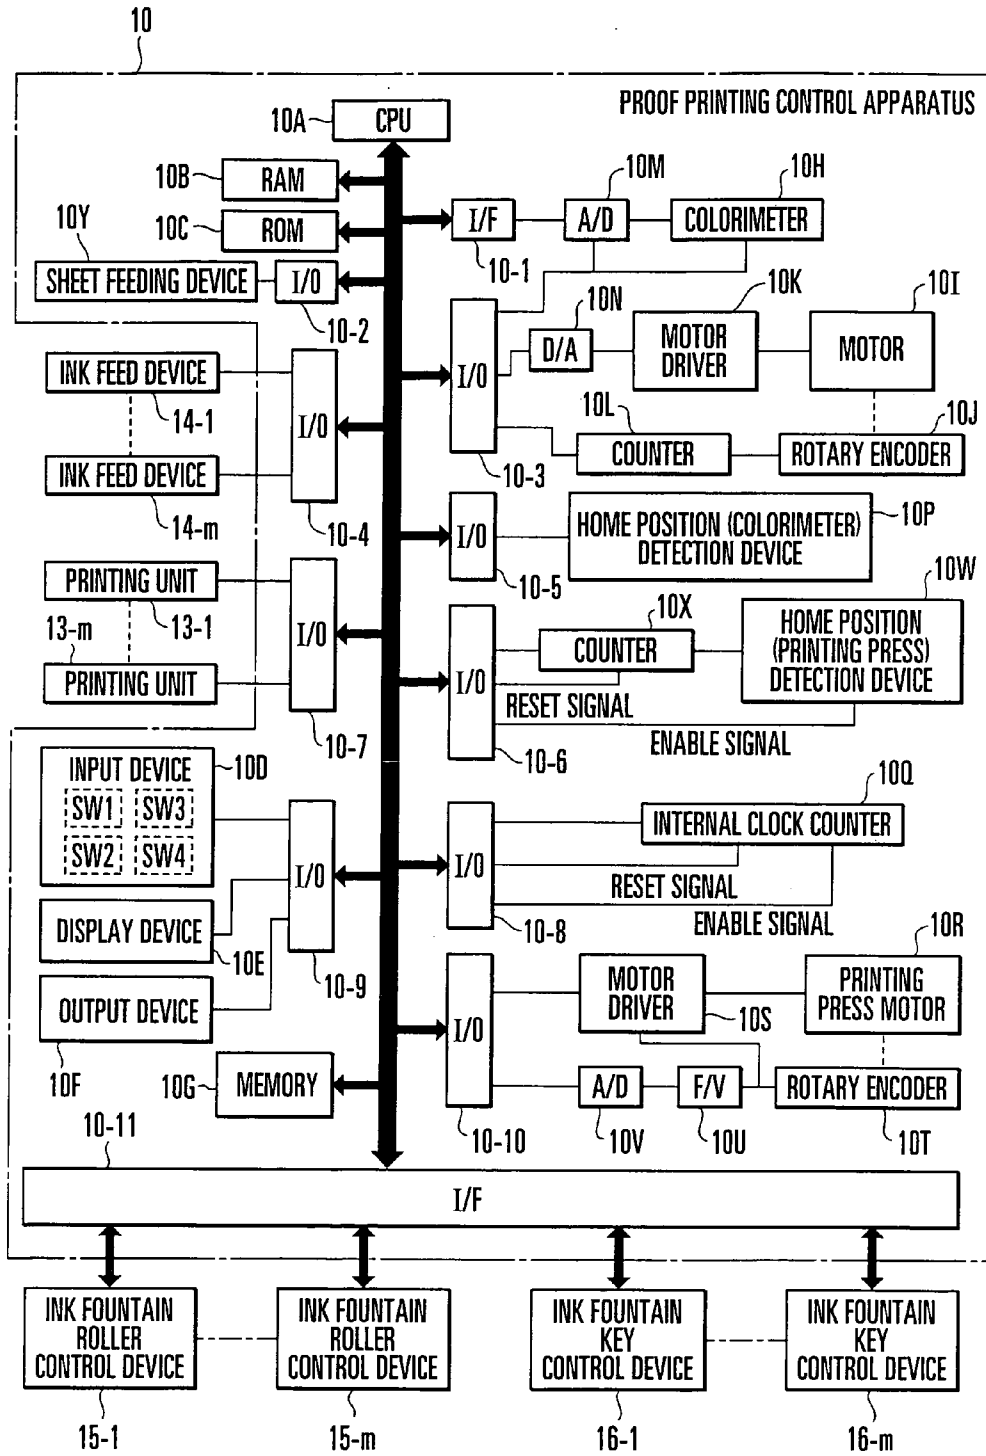 10
PROOF PRINTING CONTROL APPARATUS
10A
CPU
10B
RAM
10M
10H
10Y
10C
ROM
I/F
A/D
COLORIMETER
SHEET FEEDING DEVICE
I/O
10-1
10-2
10N
10K
10I
INK FEED DEVICE
14-1
I/O
I/O
D/A
MOTOR
DRIVER
MOTOR
10L
10J
INK FEED DEVICE
14-m
10-4
10-3
COUNTER
ROTARY ENCODER
I/O
10-5
HOME POSITION (COLORIMETER)
DETECTION DEVICE
10P
PRINTING UNIT
13-1
13-m
PRINTING UNIT
I/O
10-7
10X
10W
I/O
COUNTER
HOME POSITION
(PRINTING PRESS)
DETECTION DEVICE
RESET SIGNAL
ENABLE SIGNAL
10-6
INPUT DEVICE
10D
SW1
SW3
SW2
SW4
I/O
10Q
I/O
INTERNAL CLOCK COUNTER
RESET SIGNAL
ENABLE SIGNAL
10-8
DISPLAY DEVICE
10E
10-9
OUTPUT DEVICE
10F
10R
I/O
MOTOR
DRIVER
10S
PRINTING
PRESS MOTOR
10G
MEMORY
A/D
F/V
ROTARY ENCODER
10-10
10V
10U
10T
10-11
I/F
INK FOUNTAIN
ROLLER
CONTROL DEVICE
INK FOUNTAIN
ROLLER
CONTROL DEVICE
INK FOUNTAIN
KEY
CONTROL DEVICE
INK FOUNTAIN
KEY
CONTROL DEVICE
15-1
15-m
16-1
16-m